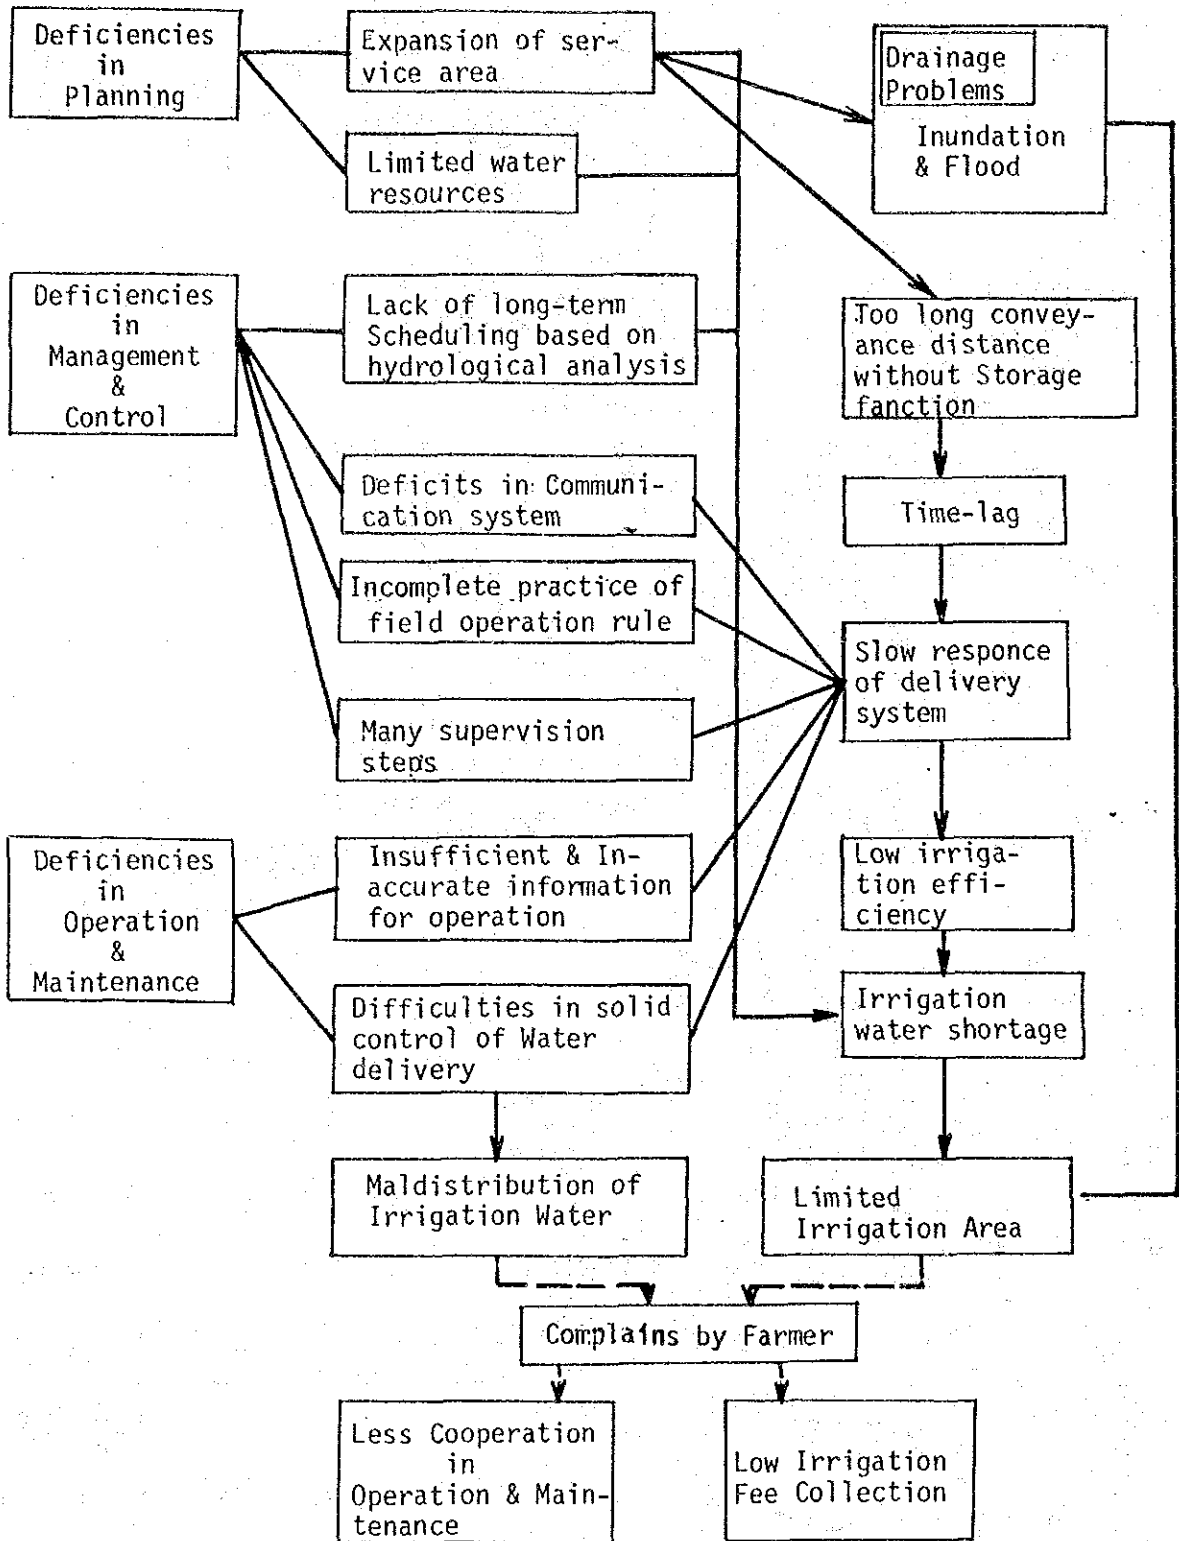 Deficiencies
in
Planning
Expansion of ser-
vice area
Drainage
Problems
Inundation
& Flood
Limited water
resources
Deficiencies
in
Management
&
Control
Lack of long-term
Scheduling based on
hydrological analysis
Too long convey-
ance distance
without Storage
fanction
Deficits in Communi-
cation system
Time-lag
Incomplete practice of
field operation rule
Slow responce
of delivery
system
Many supervision
steps
Deficiencies
in
Operation
&
Maintenance
Insufficient & In-
accurate information
for operation
Low irriga-
tion effi-
ciency
Difficulties in solid
control of Water
delivery
Irrigation
water shortage
Maldistribution of
Irrigation Water
Limited
Irrigation Area
Complains by Farmer
Less Cooperation
in
Operation & Main-
tenance
Low Irrigation
Fee Collection